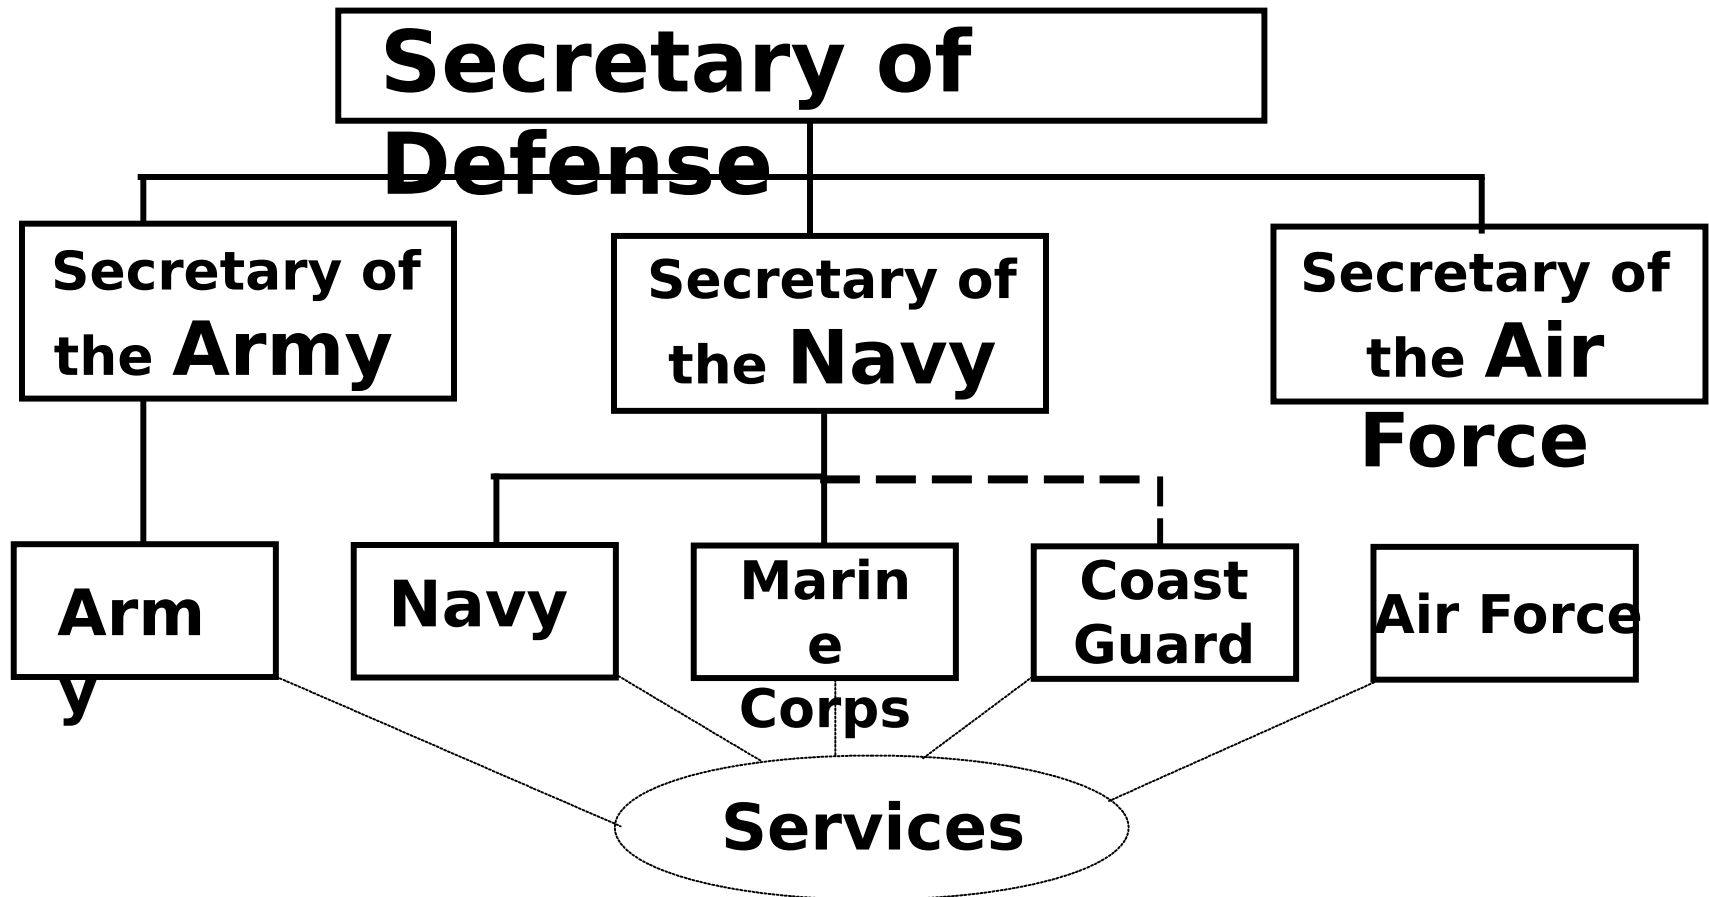 Secretary of
Defense
Secretary of
the Army
Secretary of
the Navy
Secretary of
the Air
Force
Arm
y
Navy
Marin
e
Corps
Coast
Guard
Air Force
Services